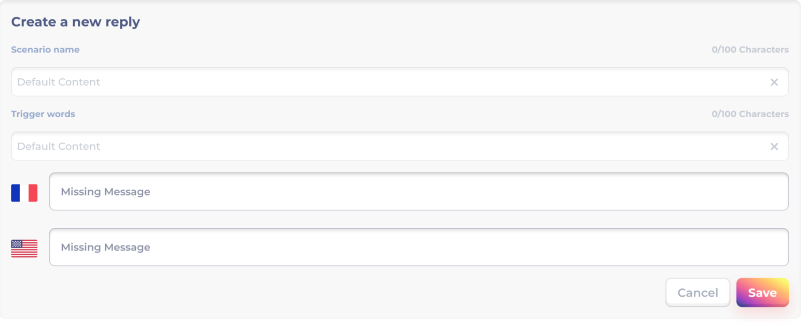 Create a new reply
Scenario name 0/100 Characters
Default Content ×
Trigger words 0/100 Characters
Default Content ×
Missing Message
Missing Message
Cancel Save